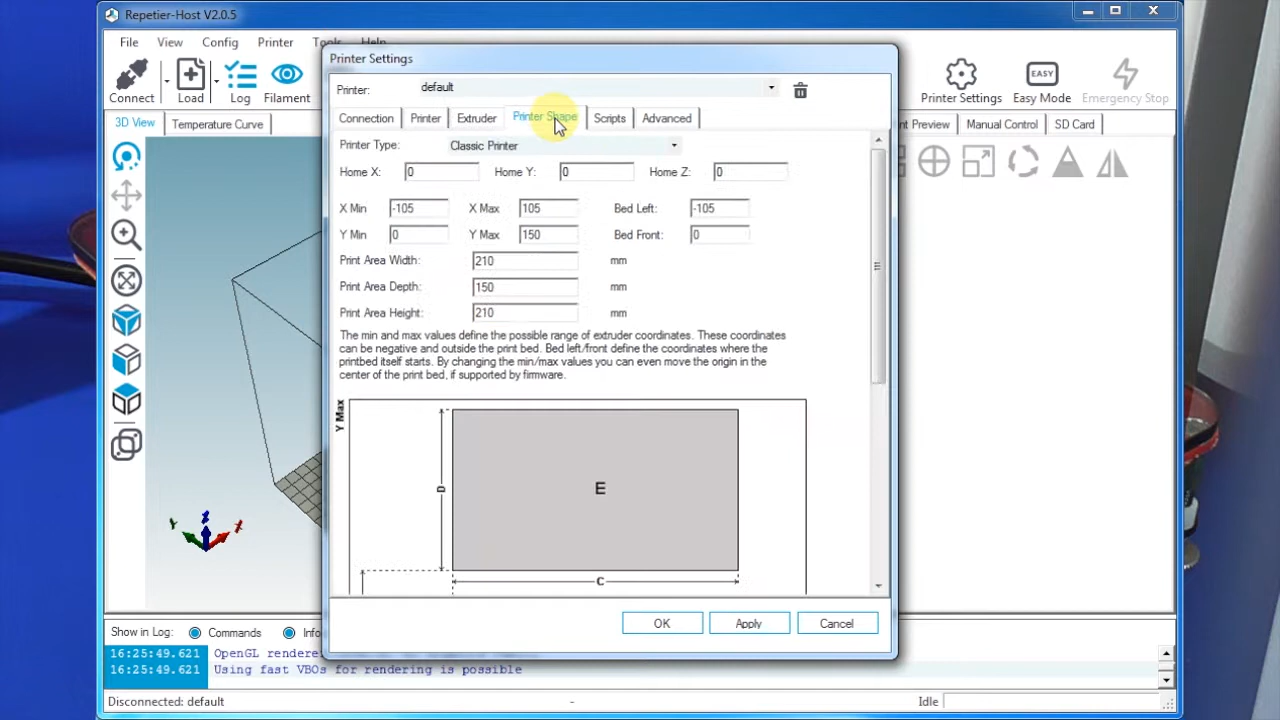 Repetier-Host V2.0.5
File View Config Printer Tools Help
Connect Load Log Filament
Printer Settings Easy Mode Emergency Stop
EASY
3D View Temperature Curve
nt Preview Manual Control SD Card
Printer Settings
Printer: default
Connection Printer Extruder Printer Shape Scripts Advanced
Printer Type: Classic Printer
Home X: 0 Home Y: 0 Home Z: 0
X Min -105 X Max 105 Bed Left: -105
Y Min 0 Y Max 150 Bed Front: 0
Print Area Width: 210 mm
Print Area Depth: 150 mm
Print Area Height: 210 mm
The min and max values define the possible range of extruder coordinates. These coordinates
can be negative and outside the print bed. Bed left/front define the coordinates where the
printbed itself starts. By changing the min/max values you can even move the origin in the
center of the print bed, if supported by firmware.
Y Max
D
E
C
OK Apply Cancel
Show in Log: Commands Info
16:25:49.621 OpenGL rendere
16:25:49.621 Using fast VBOs for rendering is possible
Disconnected: default - Idle